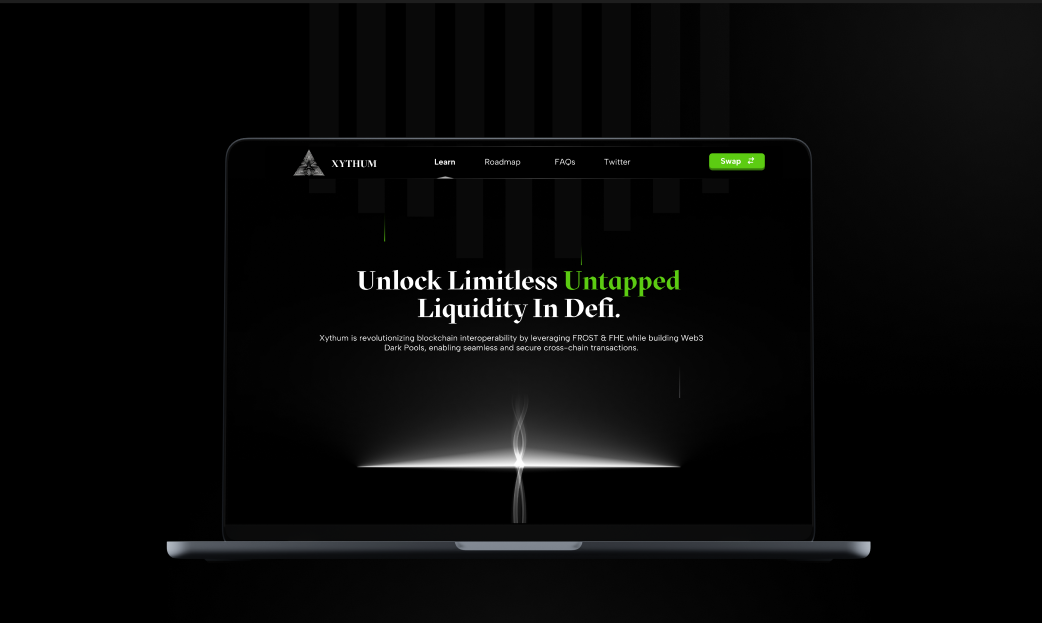 XYTHUM
Learn
Roadmap
FAQs
Twitter
Swap
Unlock Limitless Untapped
Liquidity In Defi.
Xythum is revolutionizing blockchain interoperability by leveraging FROST & FHE while building Web3
Dark Pools, enabling seamless and secure cross-chain transactions.